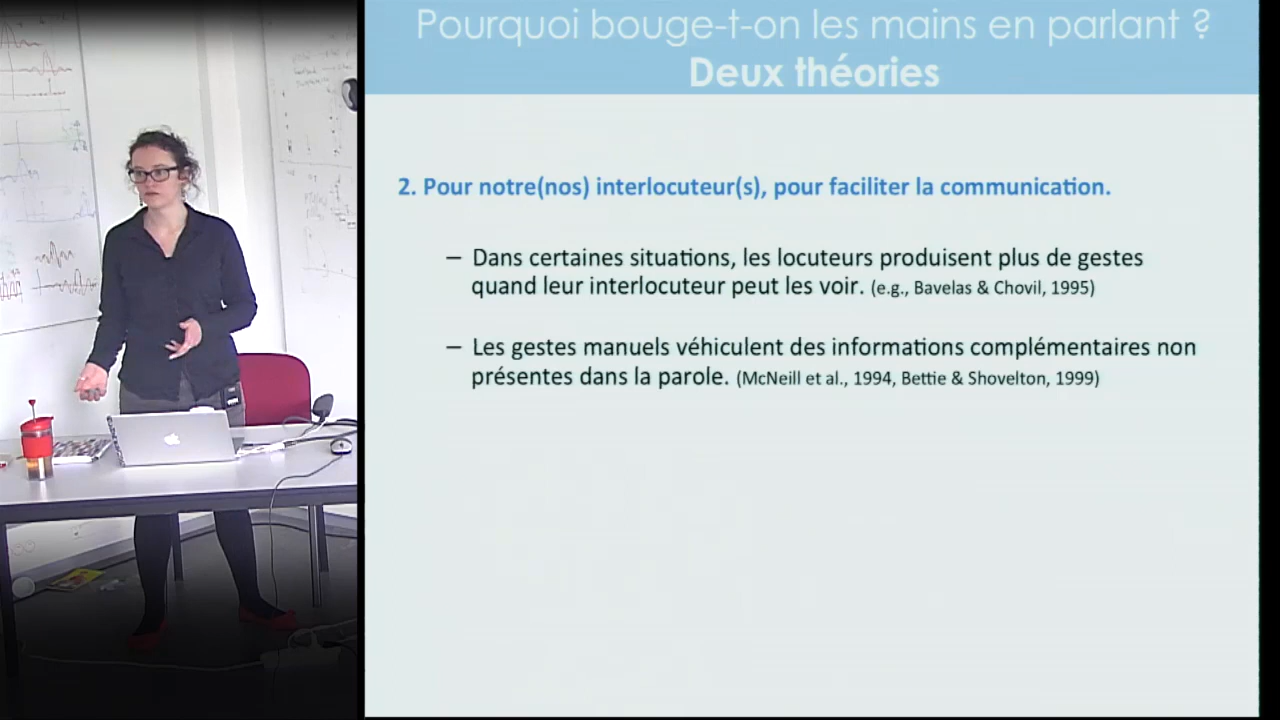 Pourquoi bouge-t-on les mains en parlant ?
Deux théories
2. Pour notre(nos) interlocuteur(s), pour faciliter la communication.
– Dans certaines situations, les locuteurs produisent plus de gestes
quand leur interlocuteur peut les voir. (e.g., Bavelas & Chovil, 1995)
– Les gestes manuels véhiculent des informations complémentaires non
présentes dans la parole. (McNeill et al., 1994, Bettie & Shovelton, 1999)